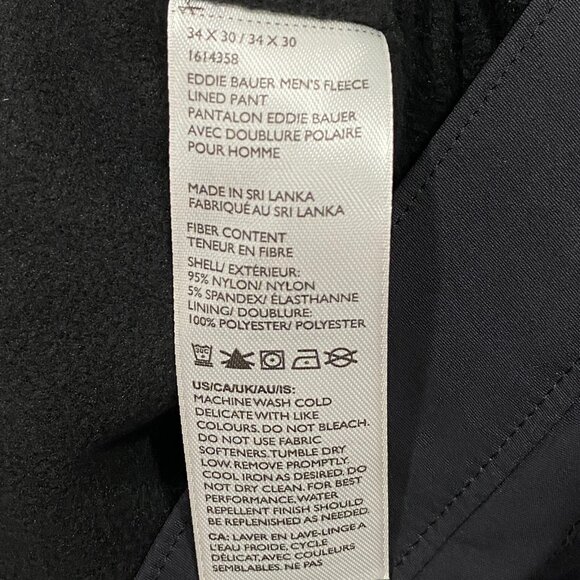 34 X 30 / 34 X 30
1614358
EDDIE BAUER MEN'S FLEECE
LINED PANT
PANTALON EDDIE BAUER
AVEC DOUBLURE POLAIRE
POUR HOMME
MADE IN SRI LANKA
FABRIQUÉ AU SRI LANKA
FIBER CONTENT
TENEUR EN FIBRE
SHELL/ EXTÉRIEUR:
95% NYLON/ NYLON
5% SPANDEX/ ÉLASTHANNE
LINING/ DOUBLURE:
100% POLYESTER/ POLYESTER
US/CA/UK/AU/IS:
MACHINE WASH COLD
DELICATE WITH LIKE
COLOURS. DO NOT BLEACH.
DO NOT USE FABRIC
SOFTENERS. TUMBLE DRY
LOW. REMOVE PROMPTLY.
COOL IRON AS DESIRED. DO
NOT DRY CLEAN. FOR BEST
PERFORMANCE, WATER
REPELLENT FINISH SHOULD
BE REPLENISHED AS NEEDED.
CA: LAVER EN LAVE-LINGE A
L'EAU FROIDE, CYCLE
DÉLICAT, AVEC COULEURS
SEMBLABLES. NE PAS